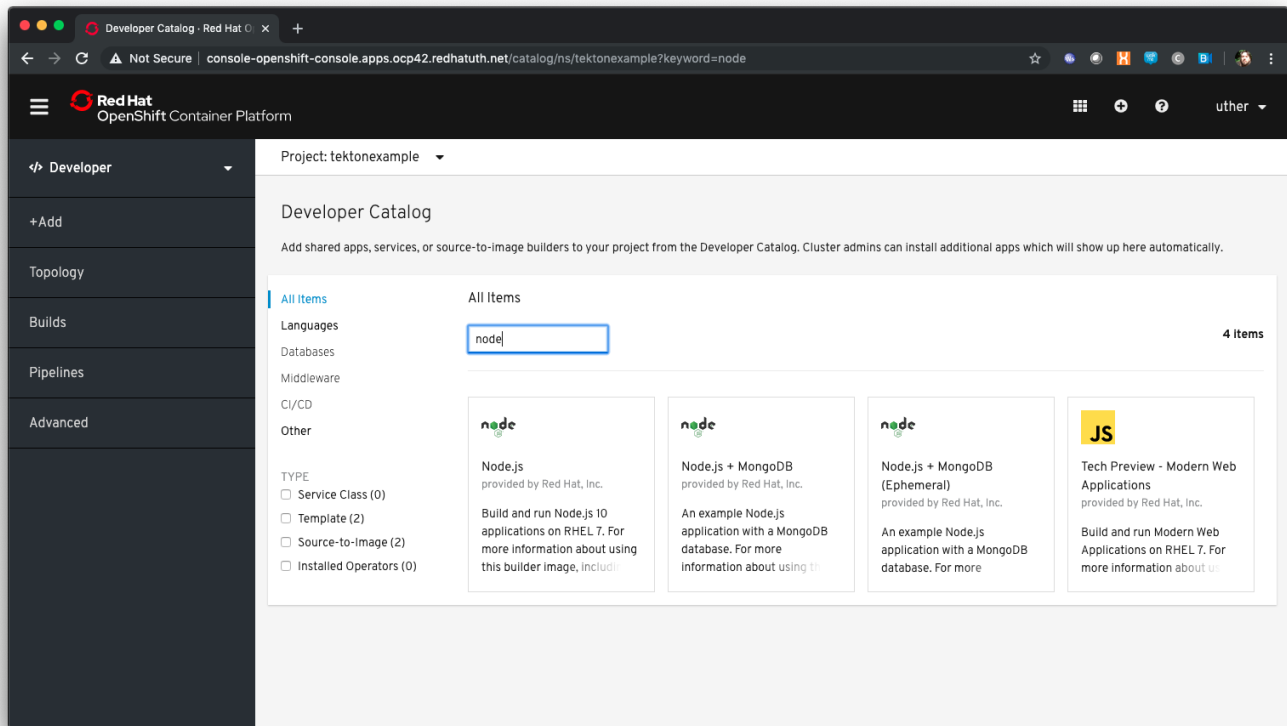 Developer Catalog · Red Hat O
Not Secure | console-openshift-console.apps.ocp42.redhatuth.net/catalog/ns/tektonexample?keyword=node
Red Hat
OpenShift Container Platform
uther
Developer
Project: tektonexample
+Add
Topology
Builds
Pipelines
Advanced
Developer Catalog
Add shared apps, services, or source-to-image builders to your project from the Developer Catalog. Cluster admins can install additional apps which will show up here automatically.
All Items
Languages
Databases
Middleware
CI/CD
Other
TYPE
Service Class (0)
Template (2)
Source-to-Image (2)
Installed Operators (0)
All Items
node
4 items
node
JS
Node.js
provided by Red Hat, Inc.
Build and run Node.js 10
applications on RHEL 7. For
more information about using
this builder image, includin
node
JS
Node.js + MongoDB
provided by Red Hat, Inc.
An example Node.js
application with a MongoDB
database. For more
information about using th
node
JS
Node.js + MongoDB
(Ephemeral)
provided by Red Hat, Inc.
An example Node.js
application with a MongoDB
database. For more
JS
Tech Preview - Modern Web
Applications
provided by Red Hat, Inc.
Build and run Modern Web
Applications on RHEL 7. For
more information about us